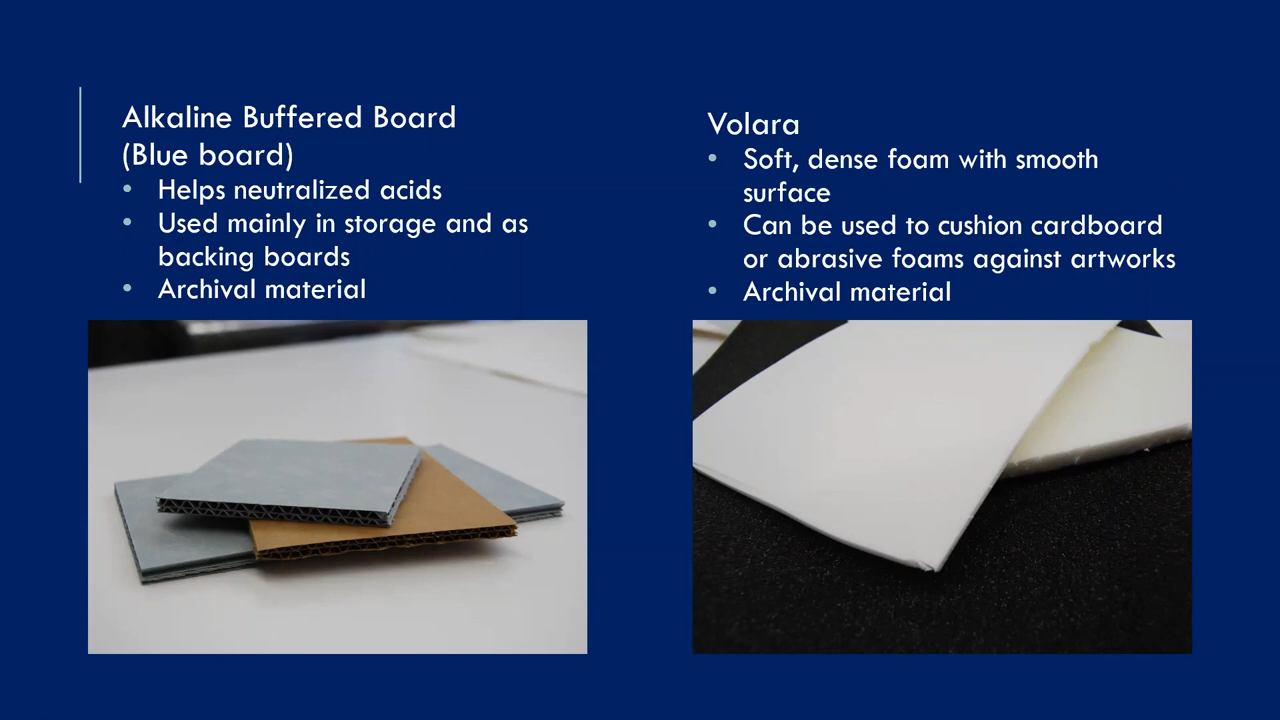 Alkaline Buffered Board
(Blue board)
• Helps neutralized acids
• Used mainly in storage and as
backing boards
• Archival material
Volara
• Soft, dense foam with smooth
surface
• Can be used to cushion cardboard
or abrasive foams against artworks
• Archival material